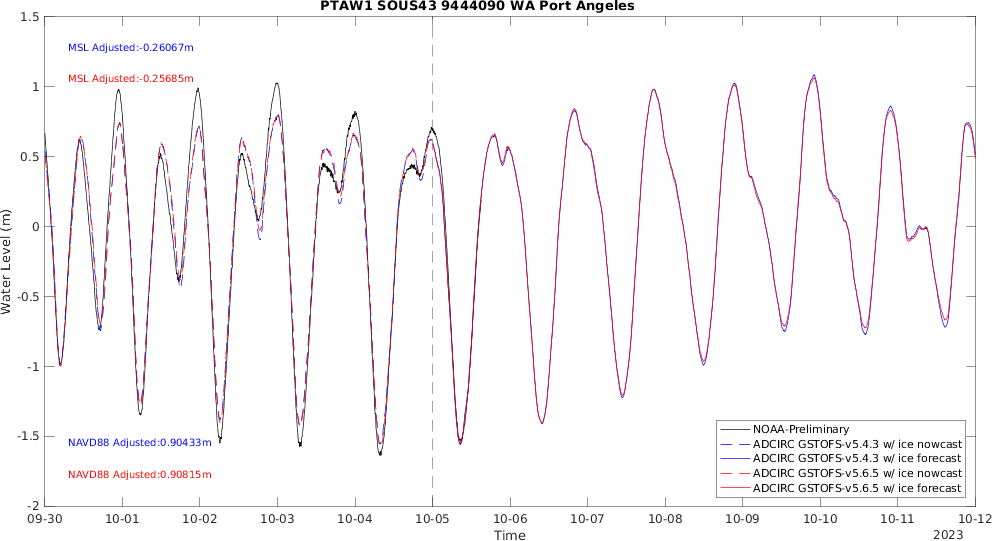 PTAW1 SOUS43 9444090 WA Port Angeles
1.5
MSL Adjusted:-0.26067m
MSL Adjusted:-0.25685m
1
0.5
0
-0.5
-1
-1.5
-2
Water Level (m)
NAVD88 Adjusted:0.90433m
NAVD88 Adjusted:0.90815m
NOAA-Preliminary
ADCIRC GSTOFS-v5.4.3 w/ ice nowcast
ADCIRC GSTOFS-v5.4.3 w/ ice forecast
ADCIRC GSTOFS-v5.6.5 w/ ice nowcast
ADCIRC GSTOFS-v5.6.5 w/ ice forecast
09-30 10-01 10-02 10-03 10-04 10-05 10-06 10-07 10-08 10-09 10-10 10-11 10-12
Time
2023